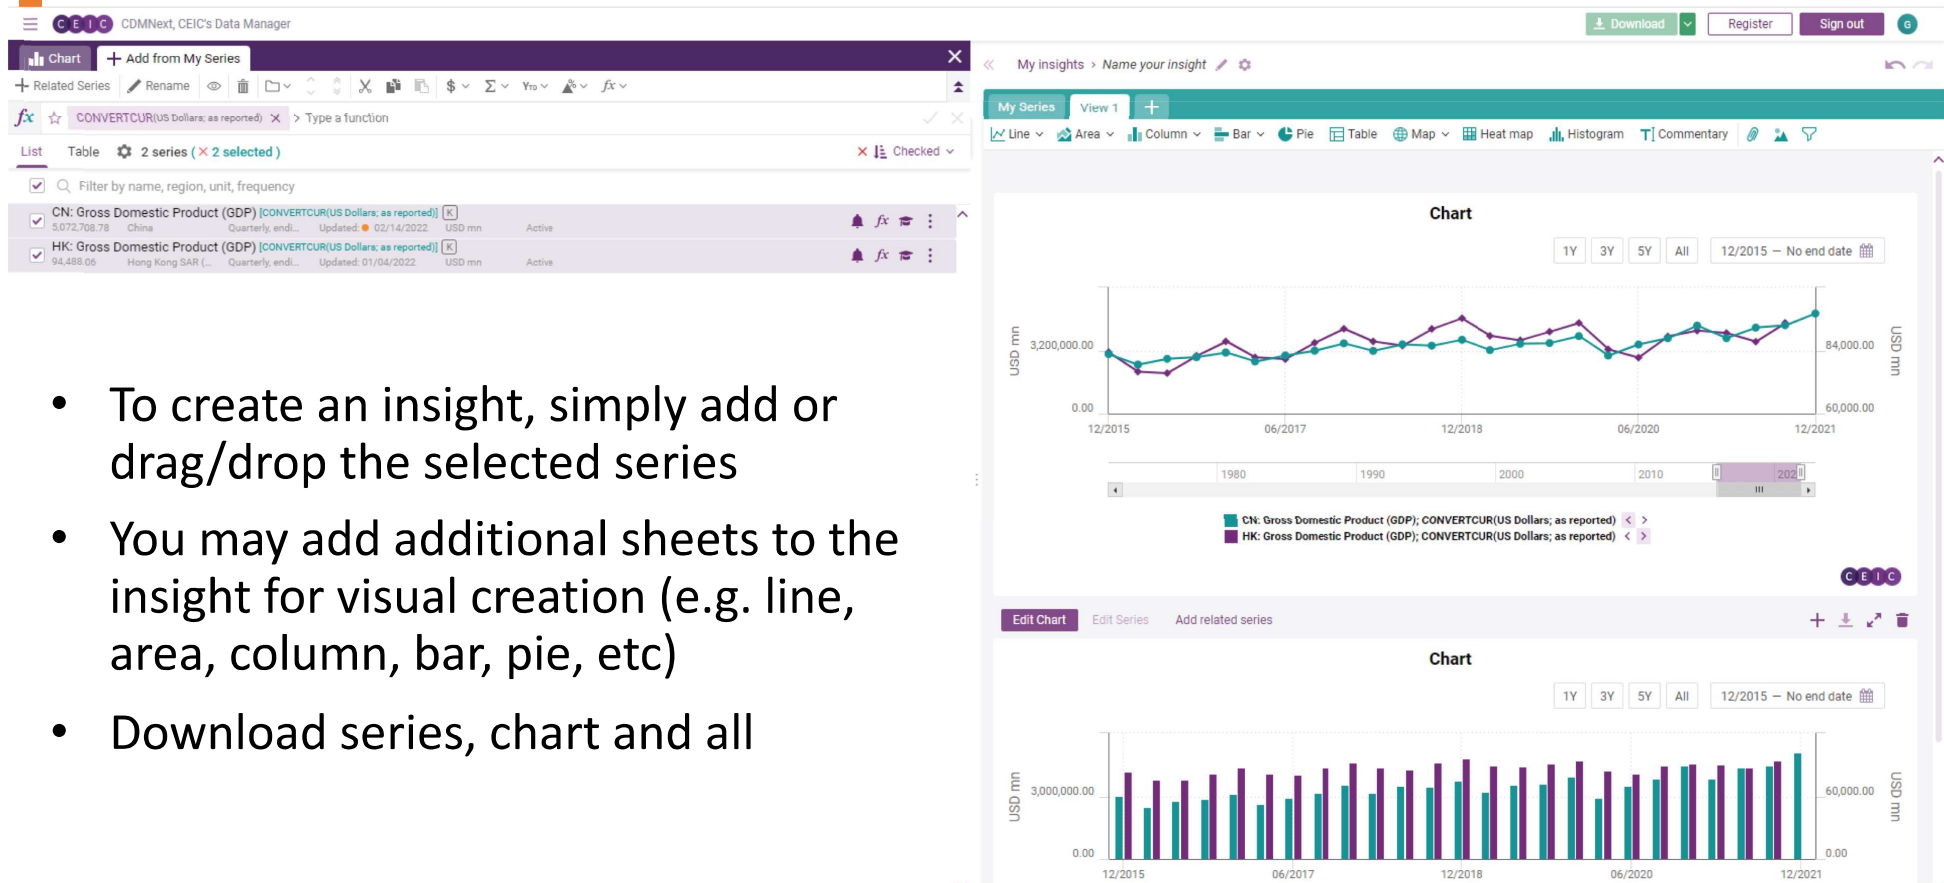 CEIC CDMNext, CEIC's Data Manager
Download Register Sign out G
Chart + Add from My Series
+ Related Series Rename $ Σ YTD fx
fx CONVERTCUR(US Dollars; as reported) × > Type a function
List Table 2 series (× 2 selected) × Checked
Filter by name, region, unit, frequency
CN: Gross Domestic Product (GDP) [CONVERTCUR(US Dollars; as reported)] K
5,072,708.78 China Quarterly, endi... Updated: 02/14/2022 USD mn Active
fx
HK: Gross Domestic Product (GDP) [CONVERTCUR(US Dollars; as reported)] K
94,488.06 Hong Kong SAR (... Quarterly, endi... Updated: 01/04/2022 USD mn Active
fx
• To create an insight, simply add or
drag/drop the selected series
• You may add additional sheets to the
insight for visual creation (e.g. line,
area, column, bar, pie, etc)
• Download series, chart and all
« My insights > Name your insight
My Series View 1 +
Line Area Column Bar Pie Table Map Heat map Histogram T Commentary
Chart
1Y 3Y 5Y All 12/2015 – No end date
USD mn
3,200,000.00
0.00
84,000.00
60,000.00
USD mn
12/2015 06/2017 12/2018 06/2020 12/2021
1980 1990 2000 2010 202
CN: Gross Domestic Product (GDP); CONVERTCUR(US Dollars; as reported) < >
HK: Gross Domestic Product (GDP); CONVERTCUR(US Dollars; as reported) < >
CEIC
Edit Chart Edit Series Add related series
Chart
1Y 3Y 5Y All 12/2015 – No end date
USD mn
3,000,000.00
0.00
60,000.00
0.00
USD mn
12/2015 06/2017 12/2018 06/2020 12/2021